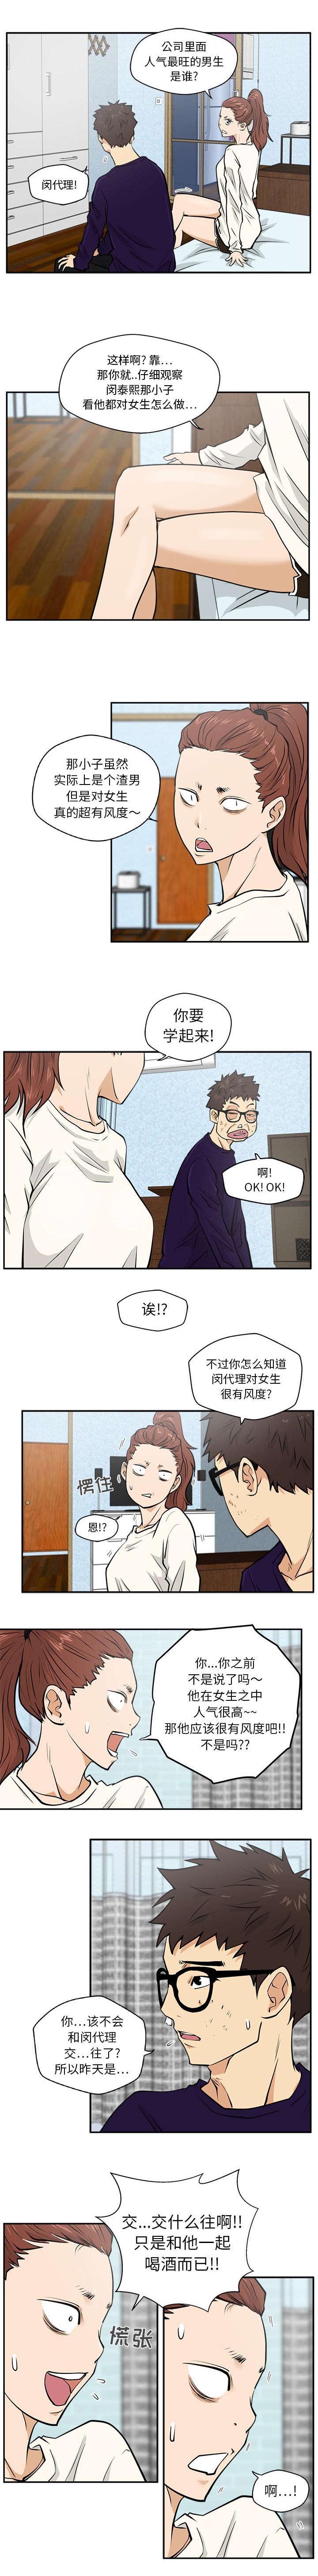 公司里面
人气最旺的男生
是谁?
闵代理!
这样啊? 靠...
那你就..仔细观察
闵泰熙那小子
看他都对女生怎么做...
那小子虽然
实际上是个渣男
但是对女生
真的超有风度～
你要
学起来!
啊!
OK! OK!
诶!?
不过你怎么知道
闵代理对女生
很有风度?
愣住
恩!?
你...你之前
不是说了吗～
他在女生之中
人气很高~~
那他应该很有风度吧!!
不是吗??
你...该不会
和闵代理
交...往了?
所以昨天是...
交...交什么往啊!!
只是和他一起
喝酒而已!!
慌张
啊...!